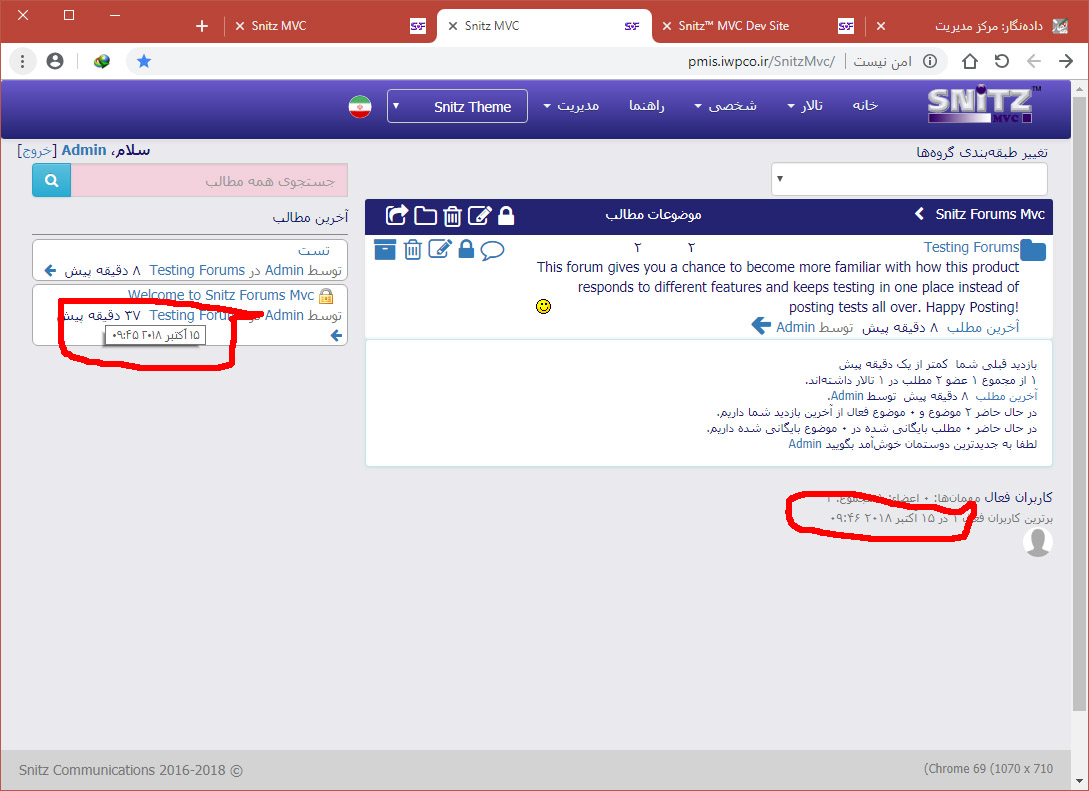 داده‌نگار: مرکز مدیریت
Snitz™ MVC Dev Site
Snitz MVC
Snitz MVC
امن نیست
pmis.iwpco.ir/SnitzMvc/
SNITZ™
MVC
خانه
تالار
شخصی
راهنما
مدیریت
Snitz Theme
تغییر طبقه‌بندی گروه‌ها
سلام، Admin [خروج]
جستجوی همه مطالب
Snitz Forums Mvc
موضوعات مطالب
Testing Forums
۲ ۲
This forum gives you a chance to become more familiar with how this product
responds to different features and keeps testing in one place instead of
posting tests all over. Happy Posting!
آخرین مطلب ۸ دقیقه پیش توسط Admin
بازدید قبلی شما کمتر از یک دقیقه پیش
۱ از مجموع ۱ عضو ۲ مطلب در ۱ تالار داشته‌اند.
آخرین مطلب ۸ دقیقه پیش توسط Admin.
در حال حاضر ۲ موضوع و ۰ موضوع فعال از آخرین بازدید شما داریم.
در حال حاضر ۰ مطلب بایگانی شده در ۰ موضوع بایگانی شده داریم.
لطفا به جدیدترین دوستمان خوش‌آمد بگویید Admin
کاربران فعال مهمان‌ها: ۰ اعضاء: ۱ مجموع: ۱
برترین کاربران فعال ۱ در ۱۵ اکتبر ۲۰۱۸ ۰۹:۴۶
آخرین مطالب
تست
توسط Admin در Testing Forums ۸ دقیقه پیش
Welcome to Snitz Forums Mvc
توسط Admin در Testing Forums ۳۷ دقیقه پیش
۱۵ اکتبر ۲۰۱۸ ۰۹:۴۵
Snitz Communications 2016-2018 ©
(Chrome 69 (1070 x 710